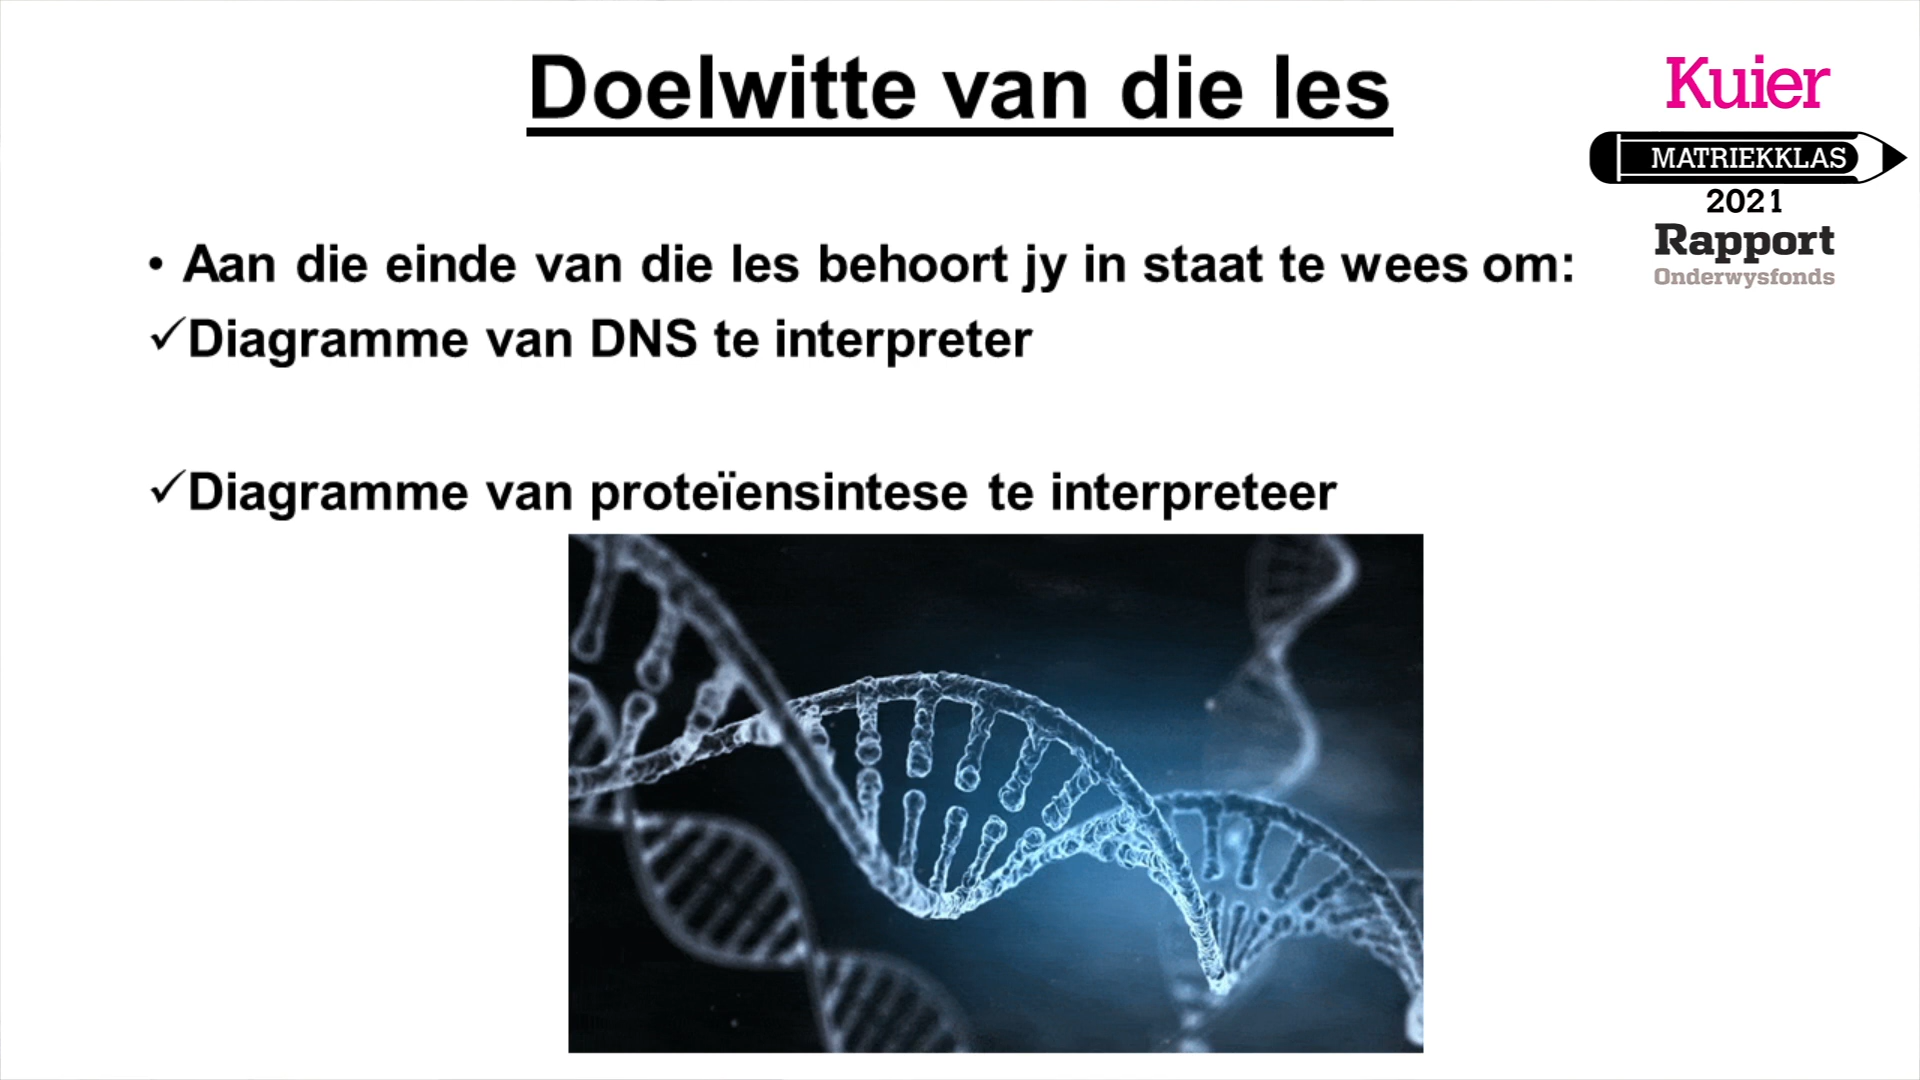 Doelwitte van die les
Kuier
MATRIEKKLAS
2021
Rapport
Onderwysfonds
• Aan die einde van die les behoort jy in staat te wees om:
✓Diagramme van DNS te interpreter
✓Diagramme van proteïensintese te interpreteer